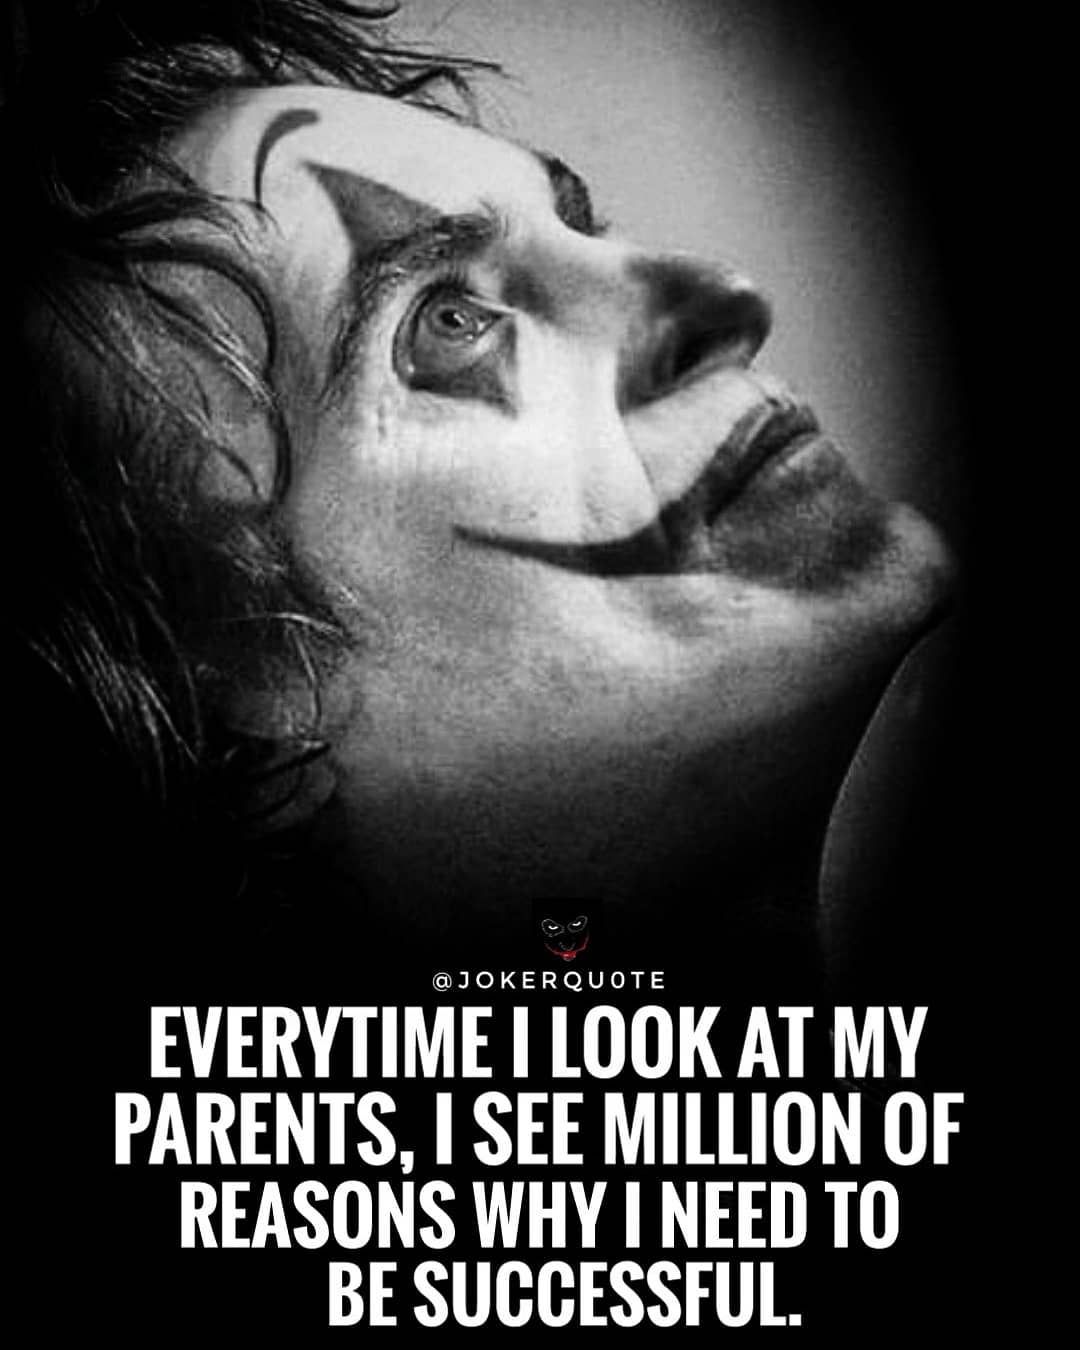 @JOKERQU0TE
EVERYTIME I LOOK AT MY
PARENTS, I SEE MILLION OF
REASONS WHY I NEED TO
BE SUCCESSFUL.